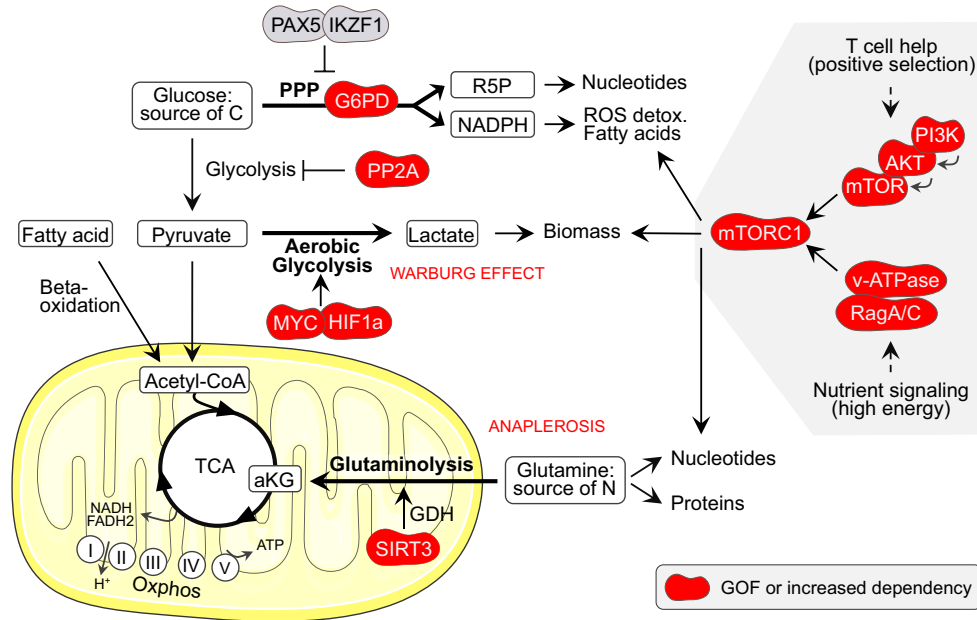 PAX5 IKZF1
T cell help
(positive selection)
Glucose:
source of C
PPP
G6PD
R5P
Nucleotides
NADPH
ROS detox.
Fatty acids
PI3K
AKT
mTOR
Glycolysis
PP2A
Fatty acid
Pyruvate
Aerobic
Glycolysis
Lactate
Biomass
mTORC1
WARBURG EFFECT
Beta-
oxidation
MYC HIF1a
v-ATPase
RagA/C
Nutrient signaling
(high energy)
Acetyl-CoA
TCA
aKG
ANAPLEROSIS
Glutaminolysis
Glutamine:
source of N
Nucleotides
Proteins
GDH
SIRT3
NADH
FADH2
I
II
III
IV
V
ATP
H+
Oxphos
GOF or increased dependency